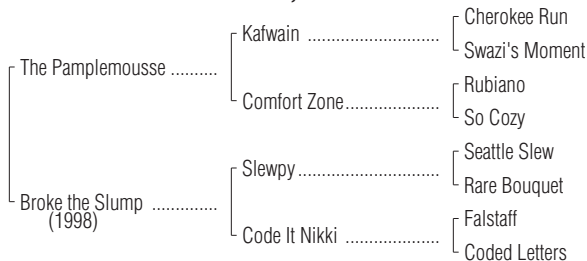 Cherokee Run
Kafwain ......................
Swazi's Moment
The Pamplemousse ..........
Rubiano
Comfort Zone................
So Cozy
Seattle Slew
Slewpy........................
Rare Bouquet
Broke the Slump ..............
(1998)
Falstaff
Code It Nikki ................
Coded Letters